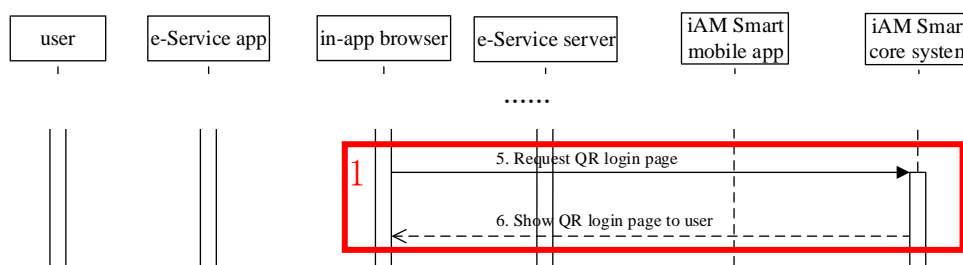 user
e-Service app
in-app browser
e-Service server
iAM Smart
mobile app
iAM Smart
core system
......
1
5. Request QR login page
6. Show QR login page to user